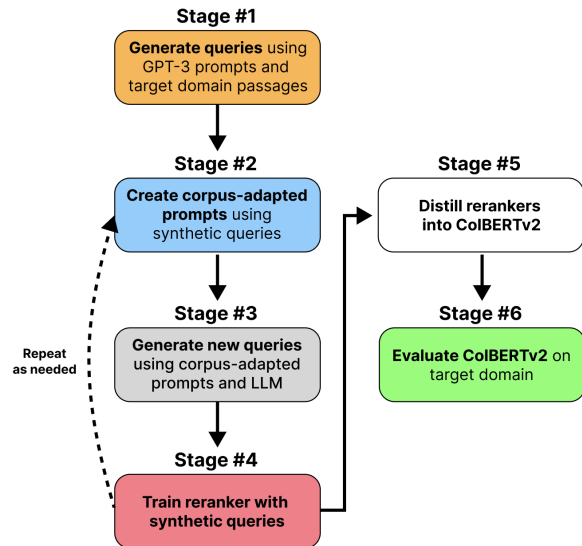 Stage #1
Generate queries using
GPT-3 prompts and
target domain passages
Stage #2
Create corpus-adapted
prompts using
synthetic queries
Stage #3
Generate new queries
using corpus-adapted
prompts and LLM
Repeat
as needed
Stage #4
Train reranker with
synthetic queries
Stage #5
Distill rerankers
into ColBERTv2
Stage #6
Evaluate ColBERTv2 on
target domain